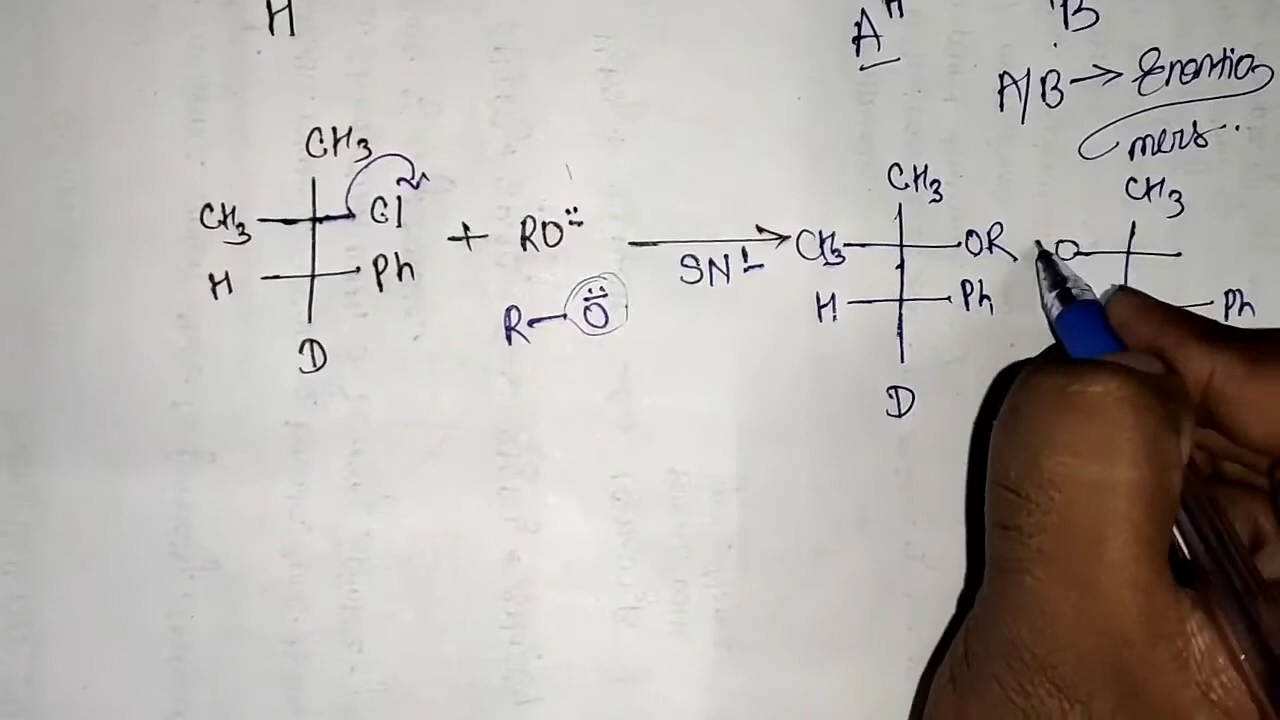 H
A H B
A/B → Enantio
mers.
CH3
CH3 Cl + RO:
H Ph
D
R—O
SN1
CH3
CH3 OR
H Ph
D
CH3
O
Ph